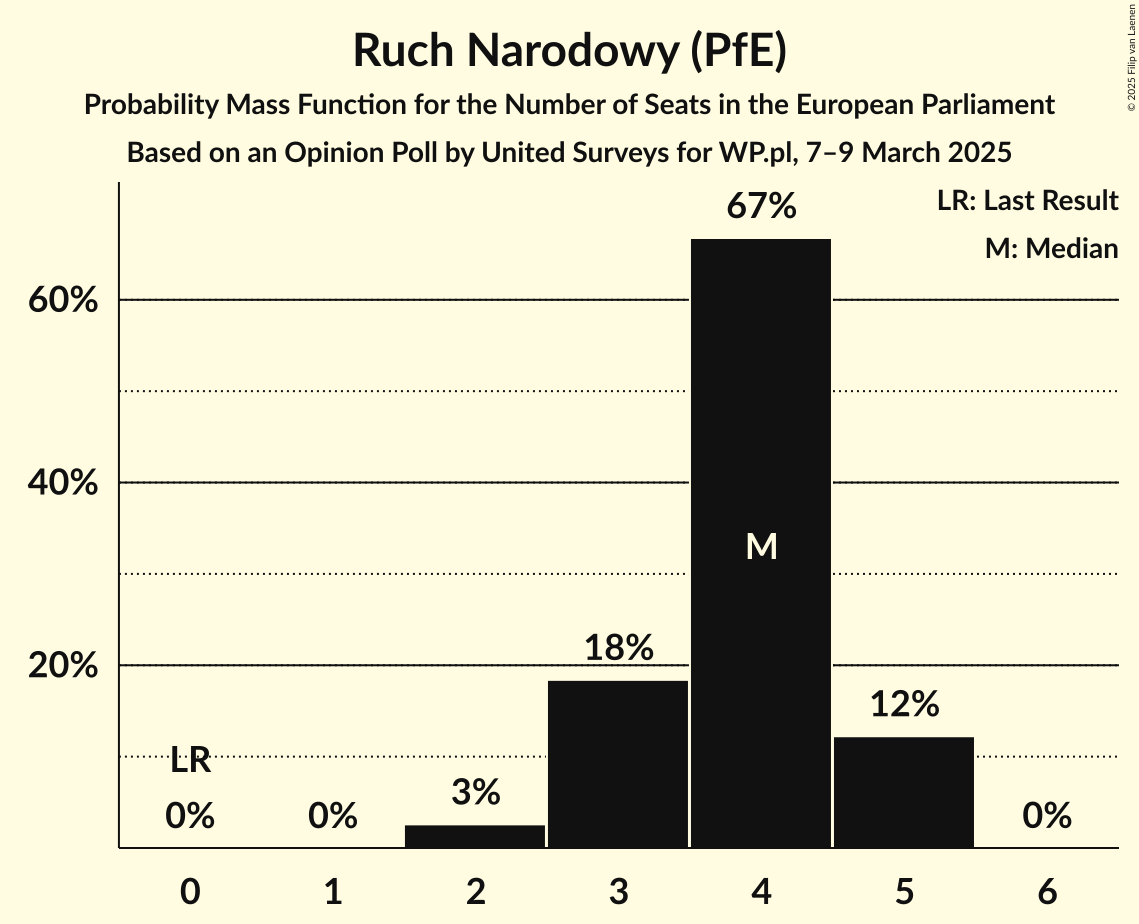 Ruch Narodowy (PfE)
Probability Mass Function for the Number of Seats in the European Parliament
Based on an Opinion Poll by United Surveys for WP.pl, 7–9 March 2025
© 2025 Filip van Laenen
LR: Last Result
M: Median
67%
60%
40%
M
18%
20%
12%
LR
3%
0%
0%
0%
0
1
2
3
4
5
6